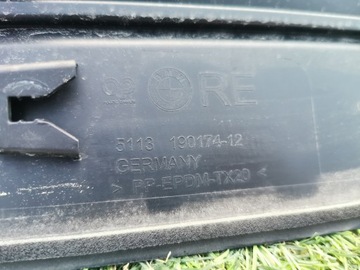 RE
5113 190174-12
GERMANY
> PP-EPDM-TX20 <